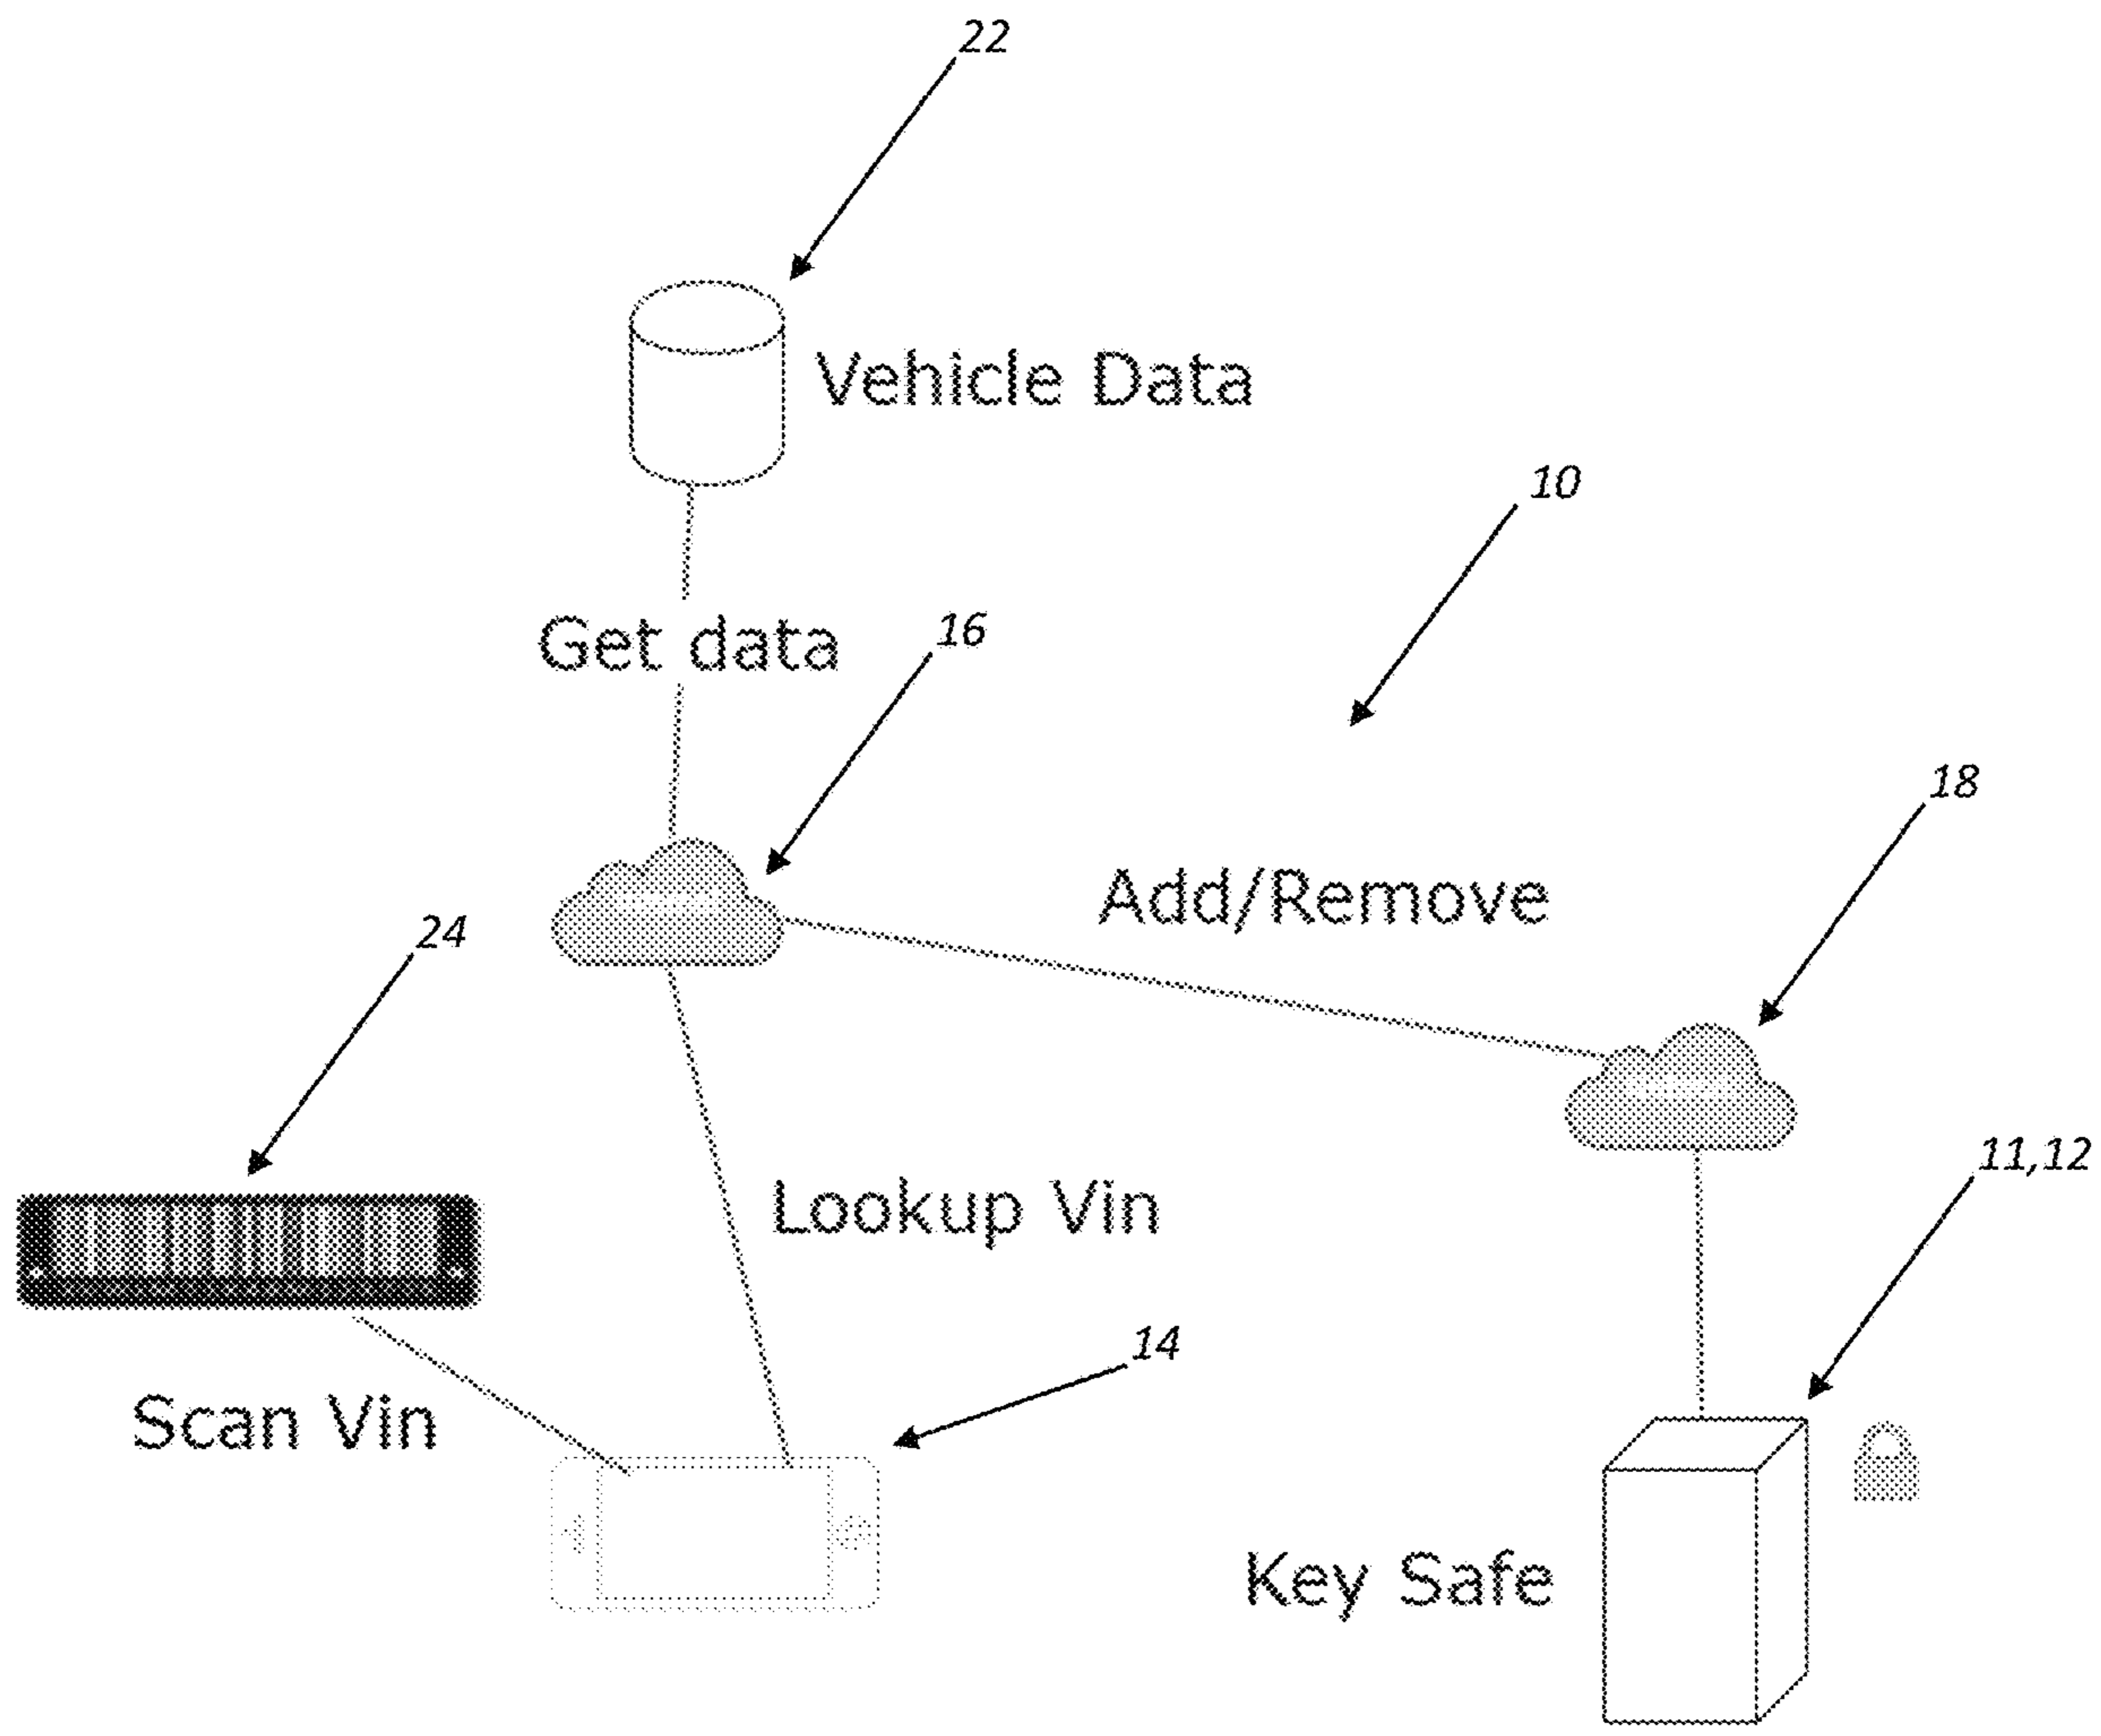 22
Vehicle Data
10
Get data
16
18
Add/Remove
24
11,12
Lookup Vin
14
Scan Vin
Key Safe